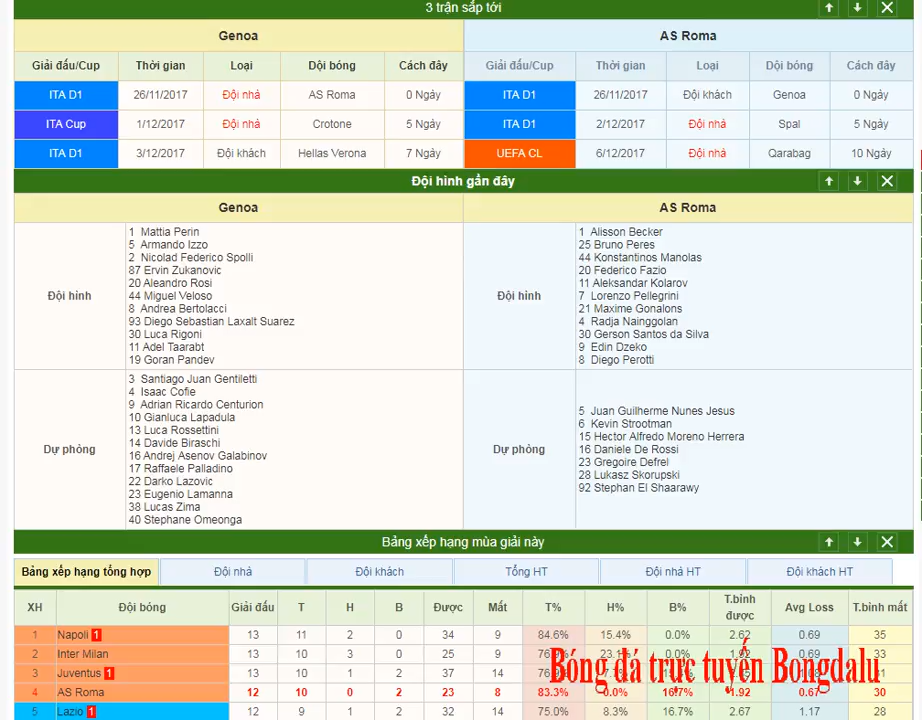 3 trận sắp tới
Genoa
AS Roma
Giải đấu/Cup Thời gian Loại Đội bóng Cách đây Giải đấu/Cup Thời gian Loại Đội bóng Cách đây
ITA D1 26/11/2017 Đội nhà AS Roma 0 Ngày ITA D1 26/11/2017 Đội khách Genoa 0 Ngày
ITA Cup 1/12/2017 Đội nhà Crotone 5 Ngày ITA D1 2/12/2017 Đội nhà Spal 5 Ngày
ITA D1 3/12/2017 Đội khách Hellas Verona 7 Ngày UEFA CL 6/12/2017 Đội nhà Qarabag 10 Ngày
Đội hình gần đây
Genoa
AS Roma
Đội hình
1 Mattia Perin
5 Armando Izzo
2 Nicolad Federico Spolli
87 Ervin Zukanovic
20 Aleandro Rosi
44 Miguel Veloso
8 Andrea Bertolacci
93 Diego Sebastian Laxalt Suarez
30 Luca Rigoni
11 Adel Taarabt
19 Goran Pandev
Đội hình
1 Alisson Becker
25 Bruno Peres
44 Konstantinos Manolas
20 Federico Fazio
11 Aleksandar Kolarov
7 Lorenzo Pellegrini
21 Maxime Gonalons
4 Radja Nainggolan
30 Gerson Santos da Silva
9 Edin Dzeko
8 Diego Perotti
Dự phòng
3 Santiago Juan Gentiletti
4 Isaac Cofie
9 Adrian Ricardo Centurion
10 Gianluca Lapadula
13 Luca Rossettini
14 Davide Biraschi
16 Andrej Asenov Galabinov
17 Raffaele Palladino
22 Darko Lazovic
23 Eugenio Lamanna
38 Lucas Zima
40 Stephane Omeonga
Dự phòng
5 Juan Guilherme Nunes Jesus
6 Kevin Strootman
15 Hector Alfredo Moreno Herrera
16 Daniele De Rossi
23 Gregoire Defrel
28 Lukasz Skorupski
92 Stephan El Shaarawy
Bảng xếp hạng mùa giải này
Bảng xếp hạng tổng hợp Đội nhà Đội khách Tổng HT Đội nhà HT Đội khách HT
XH Đội bóng Giải đấu T H B Được Mất T% H% B% T.bình được Avg Loss T.bình mất
1 Napoli 1 13 11 2 0 34 9 84.6% 15.4% 0.0% 2.62 0.69 35
2 Inter Milan 13 10 3 0 25 9 0.0% 0.69 33
3 Juventus 1 13 10 1 2 37 14
4 AS Roma 12 10 0 2 23 8 83.3% 0.0% 16.7% 1.92 0.67 30
5 Lazio 1 12 9 1 2 32 14 75.0% 8.3% 16.7% 2.67 1.17 28
Bóng đá trực tuyến Bongdalu